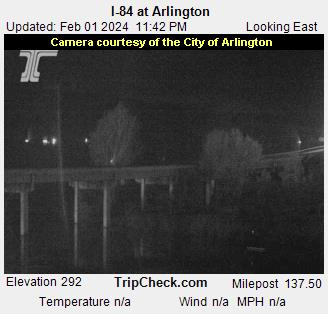 I-84 at Arlington
Updated: Feb 01 2024 11:42 PM Looking East
Camera courtesy of the City of Arlington
Elevation 292 TripCheck.com Milepost 137.50
Temperature n/a Wind n/a MPH n/a